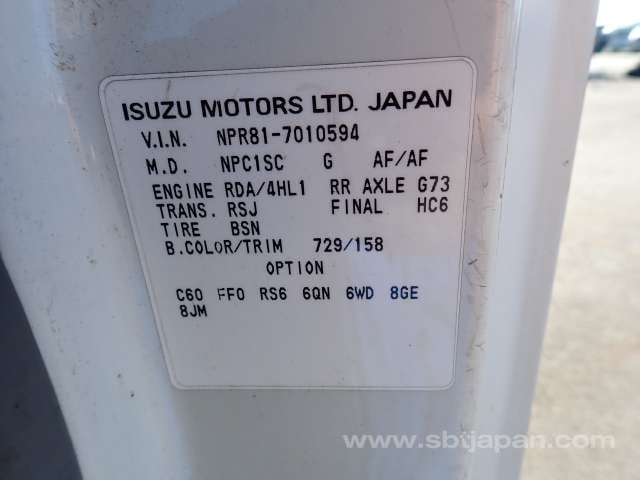 ISUZU MOTORS LTD. JAPAN
V.I.N. NPR81-7010594
M.D. NPC1SC G AF/AF
ENGINE RDA/4HL1 RR AXLE G73
TRANS. RSJ FINAL HC6
TIRE BSN
B.COLOR/TRIM 729/158
OPTION
C60 FF0 RS6 6QN 6WD 8GE
8JM
www.sbtjapan.com